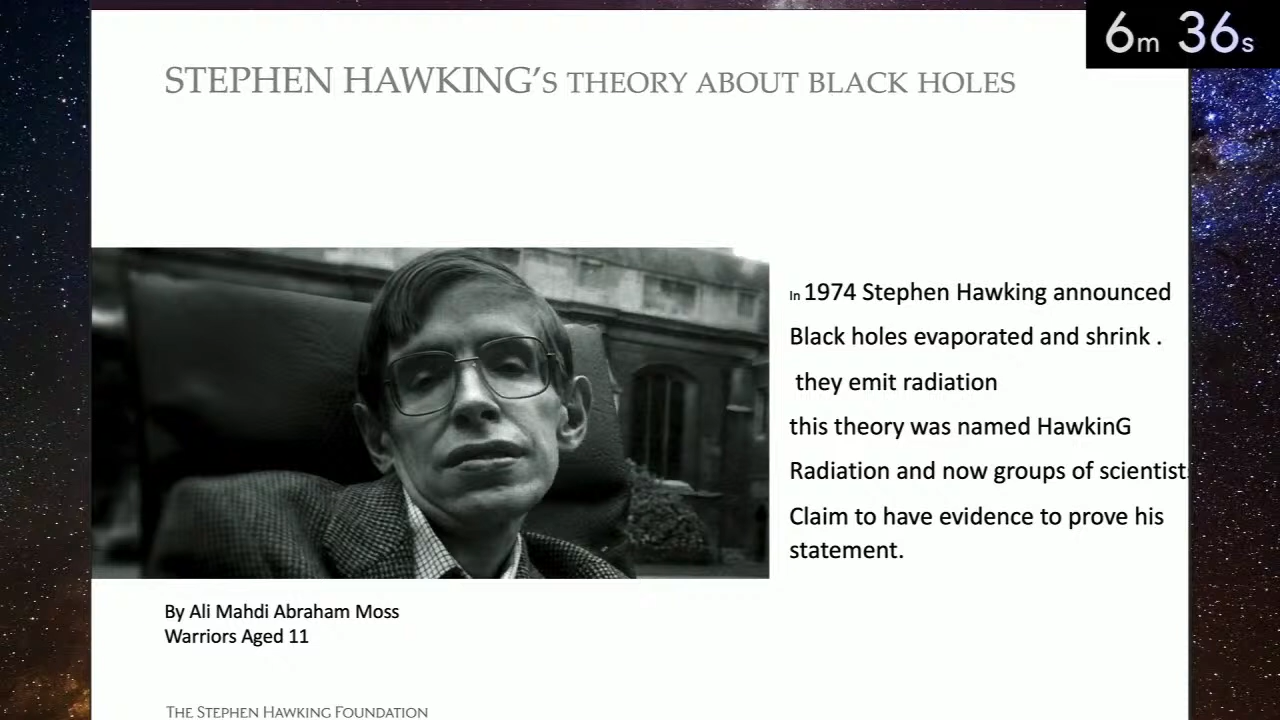 6m 36s
STEPHEN HAWKING'S THEORY ABOUT BLACK HOLES
In 1974 Stephen Hawking announced
Black holes evaporated and shrink .
they emit radiation
this theory was named HawkinG
Radiation and now groups of scientists
Claim to have evidence to prove his
statement.
By Ali Mahdi Abraham Moss
Warriors Aged 11
THE STEPHEN HAWKING FOUNDATION